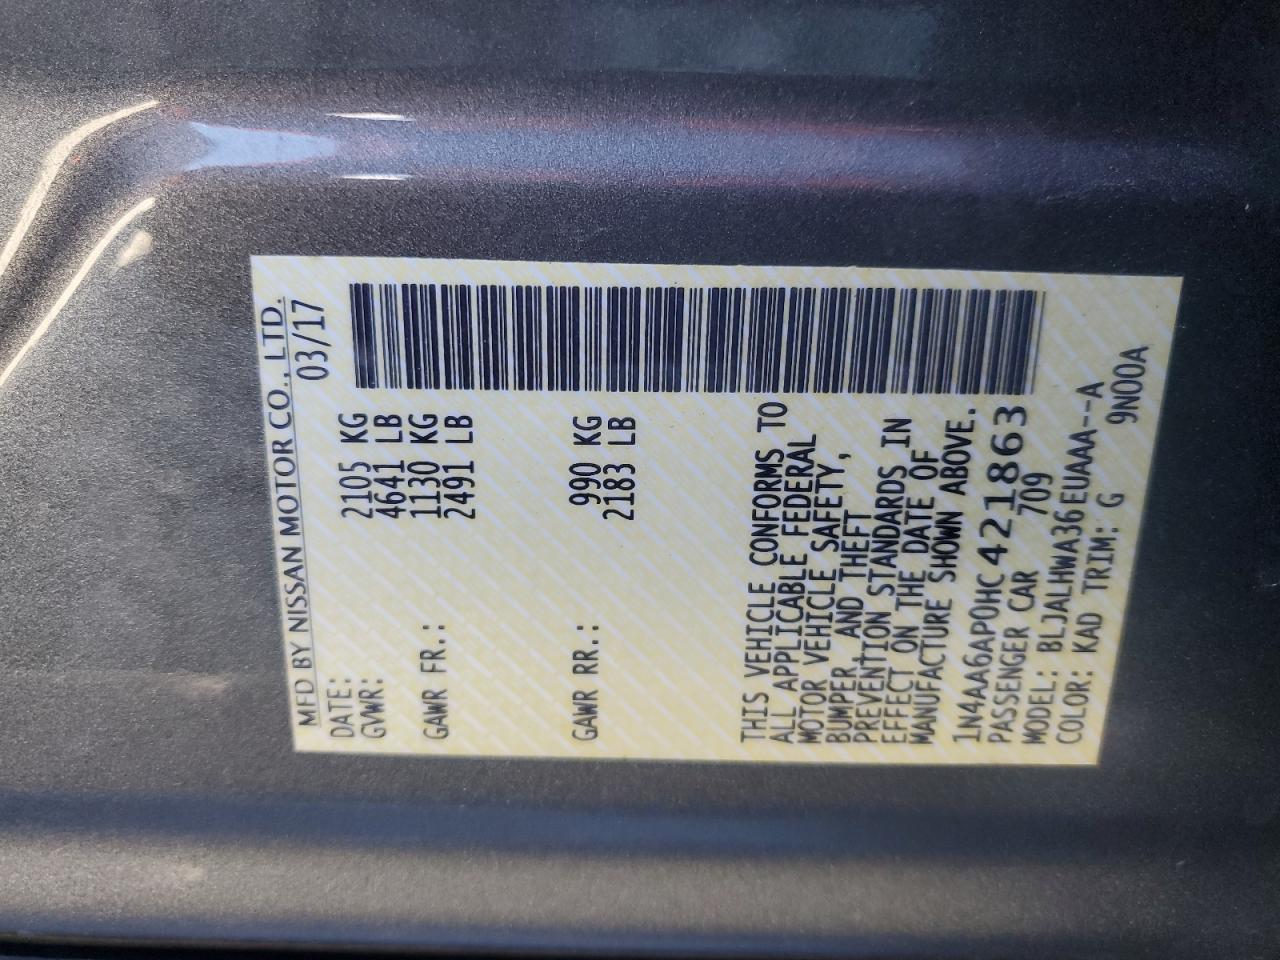 MFD BY NISSAN MOTOR CO., LTD.
DATE: 03/17
GVWR: 2105 KG
4641 LB
GAWR FR.: 1130 KG
2491 LB
GAWR RR.: 990 KG
2183 LB
THIS VEHICLE CONFORMS TO
ALL APPLICABLE FEDERAL
MOTOR VEHICLE SAFETY,
BUMPER, AND THEFT
PREVENTION STANDARDS IN
EFFECT ON THE DATE OF
MANUFACTURE SHOWN ABOVE.
1N4AA6AP0HC421863
PASSENGER CAR 709
MODEL: BLJALHWA36EUAAA--A
COLOR: KAD TRIM: G 9N00A